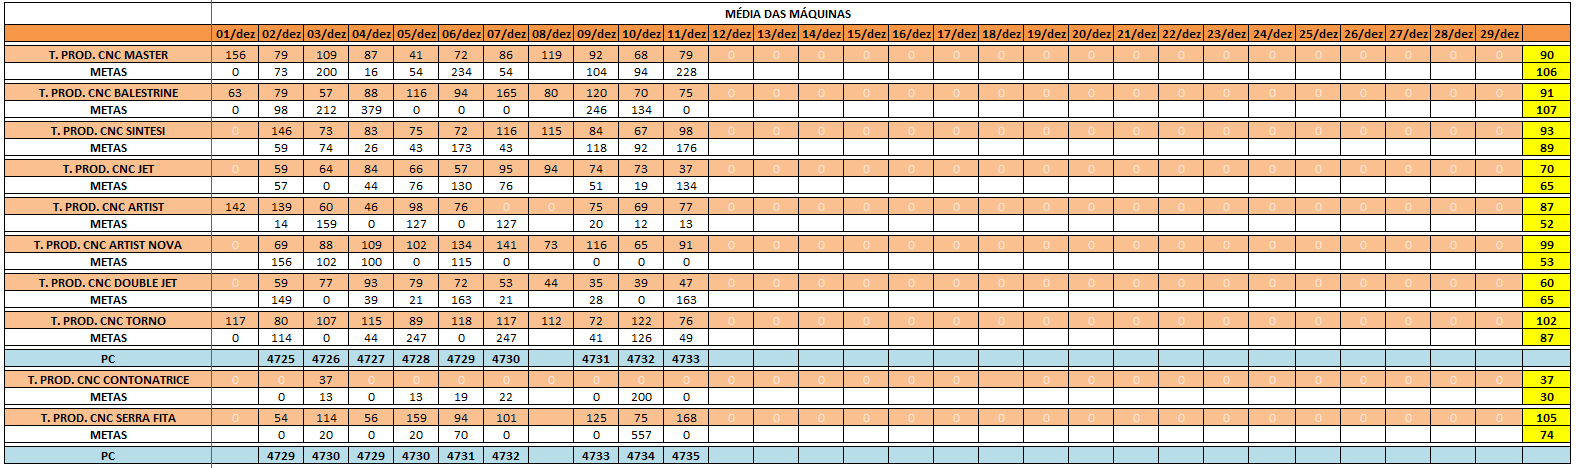 MÉDIA DAS MÁQUINAS
01/dez 02/dez 03/dez 04/dez 05/dez 06/dez 07/dez 08/dez 09/dez 10/dez 11/dez 12/dez 13/dez 14/dez 15/dez 16/dez 17/dez 18/dez 19/dez 20/dez 21/dez 22/dez 23/dez 24/dez 25/dez 26/dez 27/dez 28/dez 29/dez
T. PROD. CNC MASTER 156 79 109 87 41 72 86 119 92 68 79 0 0 0 0 0 0 0 0 0 0 0 0 0 0 0 0 0 0 90
METAS 0 73 200 16 54 234 54 104 94 228 106
T. PROD. CNC BALESTRINE 63 79 57 88 116 94 165 80 120 70 75 0 0 0 0 0 0 0 0 0 0 0 0 0 0 0 0 0 0 91
METAS 0 98 212 379 0 0 0 246 134 0 107
T. PROD. CNC SINTESI 0 146 73 83 75 72 116 115 84 67 98 0 0 0 0 0 0 0 0 0 0 0 0 0 0 0 0 0 0 93
METAS 59 74 26 43 173 43 118 92 176 89
T. PROD. CNC JET 0 59 64 84 66 57 95 94 74 73 37 0 0 0 0 0 0 0 0 0 0 0 0 0 0 0 0 0 0 70
METAS 57 0 44 76 130 76 51 19 134 65
T. PROD. CNC ARTIST 142 139 60 46 98 76 0 0 75 69 77 0 0 0 0 0 0 0 0 0 0 0 0 0 0 0 0 0 0 87
METAS 14 159 0 127 0 127 20 12 13 52
T. PROD. CNC ARTIST NOVA 0 69 88 109 102 134 141 73 116 65 91 0 0 0 0 0 0 0 0 0 0 0 0 0 0 0 0 0 0 99
METAS 156 102 100 0 115 0 0 0 0 53
T. PROD. CNC DOUBLE JET 0 59 77 93 79 72 53 44 35 39 47 0 0 0 0 0 0 0 0 0 0 0 0 0 0 0 0 0 0 60
METAS 149 0 39 21 163 21 28 0 163 65
T. PROD. CNC TORNO 117 80 107 115 89 118 117 112 72 122 76 0 0 0 0 0 0 0 0 0 0 0 0 0 0 0 0 0 0 102
METAS 0 114 0 44 247 0 247 41 126 49 87
PC 4725 4726 4727 4728 4729 4730 4731 4732 4733
T. PROD. CNC CONTONATRICE 0 0 37 0 0 0 0 0 0 0 0 0 0 0 0 0 0 0 0 0 0 0 0 0 0 0 0 0 37
METAS 0 13 0 13 19 22 0 200 0 30
T. PROD. CNC SERRA FITA 0 54 114 56 159 94 101 125 75 168 0 0 0 0 0 0 0 0 0 0 0 0 0 0 0 0 0 0 105
METAS 0 20 0 20 70 0 0 557 0 74
PC 4729 4730 4729 4730 4731 4732 4733 4734 4735